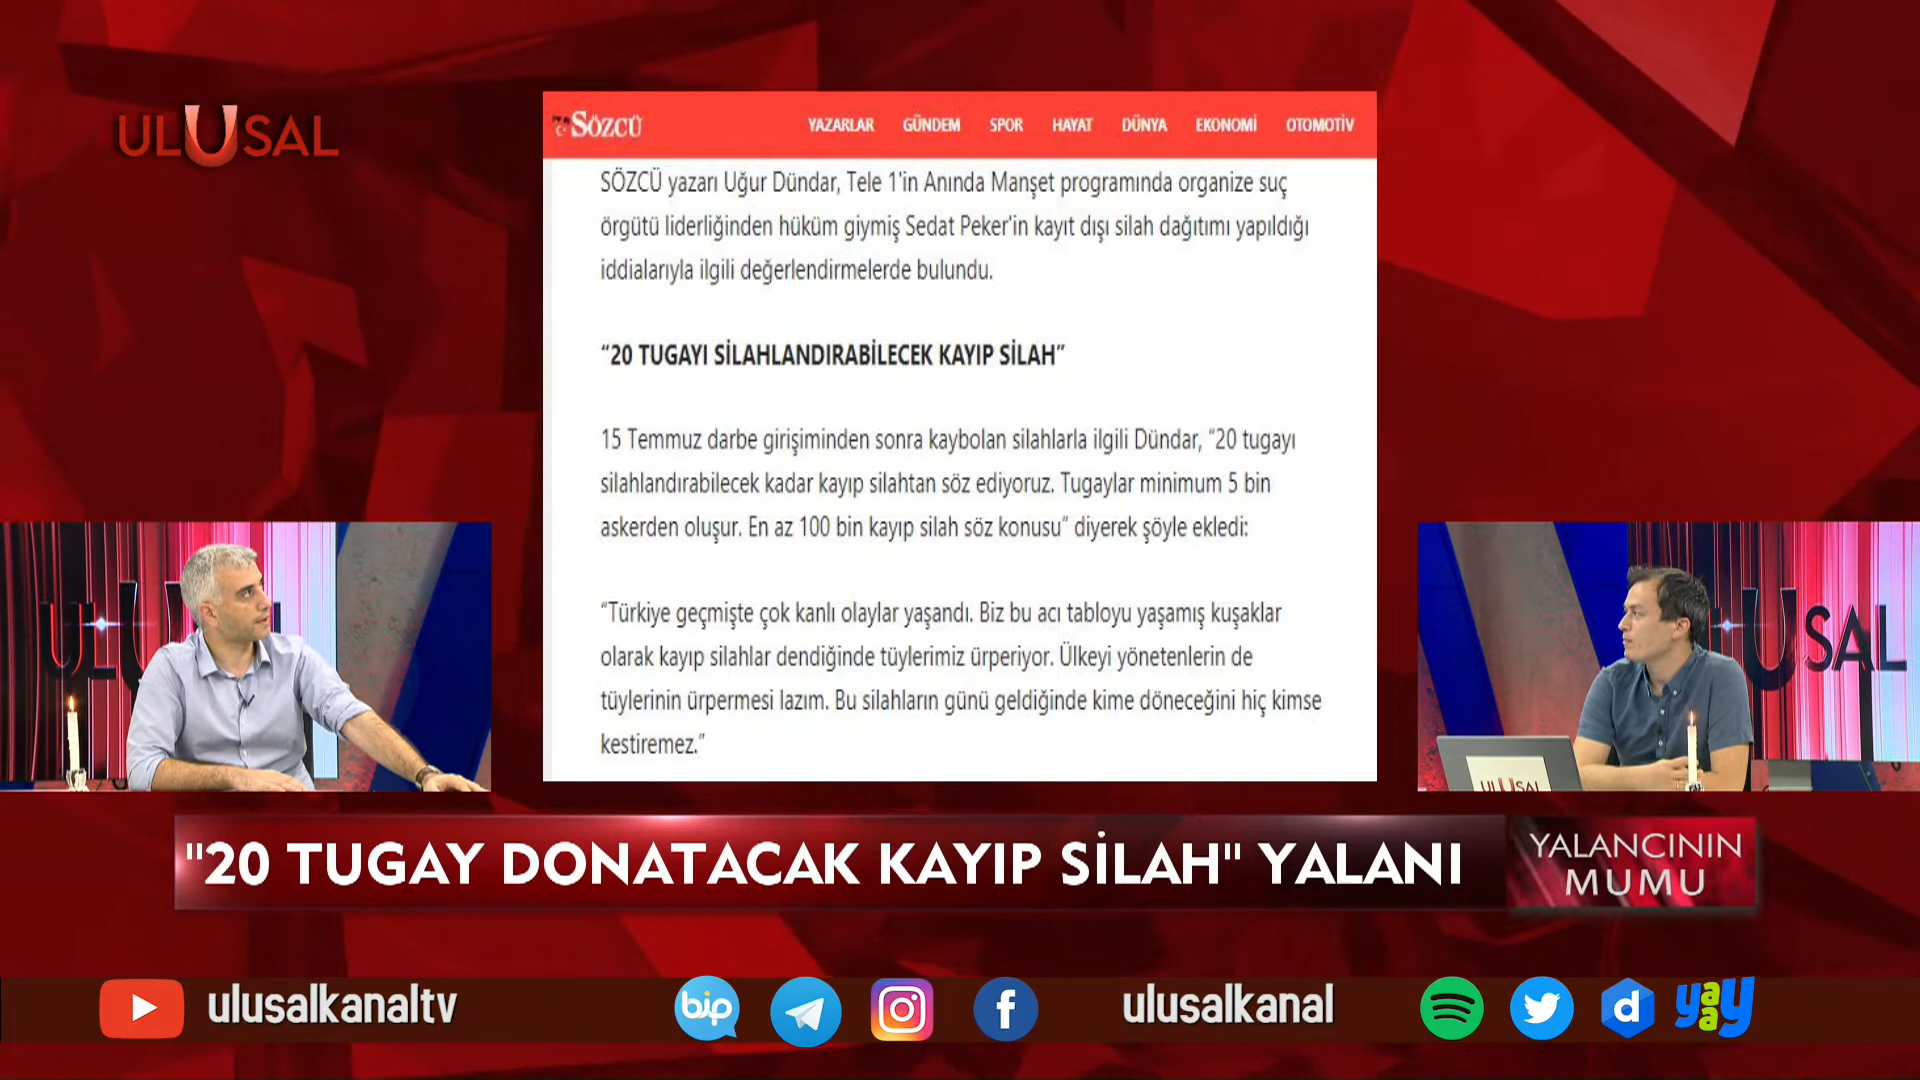 ULUSAL
SÖZCÜ
YAZARLAR GÜNDEM SPOR HAYAT DÜNYA EKONOMİ OTOMOTİV
SÖZCÜ yazarı Uğur Dündar, Tele 1'in Anında Manşet programında organize suç
örgütü liderliğinden hüküm giymiş Sedat Peker'in kayıt dışı silah dağıtımı yapıldığı
iddialarıyla ilgili değerlendirmelerde bulundu.
“20 TUGAYI SİLAHLANDIRABİLECEK KAYIP SİLAH”
15 Temmuz darbe girişiminden sonra kaybolan silahlarla ilgili Dündar, “20 tugayı
silahlandırabilecek kadar kayıp silahtan söz ediyoruz. Tugaylar minimum 5 bin
askerden oluşur. En az 100 bin kayıp silah söz konusu” diyerek şöyle ekledi:
“Türkiye geçmişte çok kanlı olaylar yaşandı. Biz bu acı tabloyu yaşamış kuşaklar
olarak kayıp silahlar dendiğinde tüylerimiz ürperiyor. Ülkeyi yönetenlerin de
tüylerinin ürpermesi lazım. Bu silahların günü geldiğinde kime döneceğini hiç kimse
kestiremez.”
ULUSAL
"20 TUGAY DONATACAK KAYIP SİLAH" YALANI
YALANCININ
MUMU
ulusalkanaltv
bip
ulusalkanal
yaay